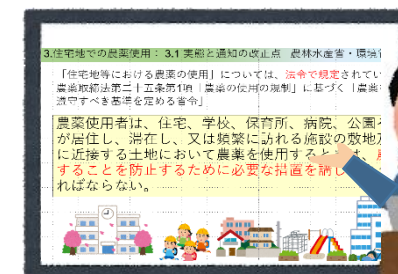 3.住宅地での農薬使用： 3.1 実態と通知の改正点 農林水産省・環境省
「住宅地等における農薬の使用」については、法令で規定されてい
農薬取締法第二十五条第1項「農薬の使用の規制」に基づく「農薬
遵守すべき基準を定める省令」
農薬使用者は、住宅、学校、保育所、病院、公園
が居住し、滞在し、又は頻繁に訪れる施設の敷地及
に近接する土地において農薬を使用すると は、農
することを防止するために必要な措置を講じ
ればならない。